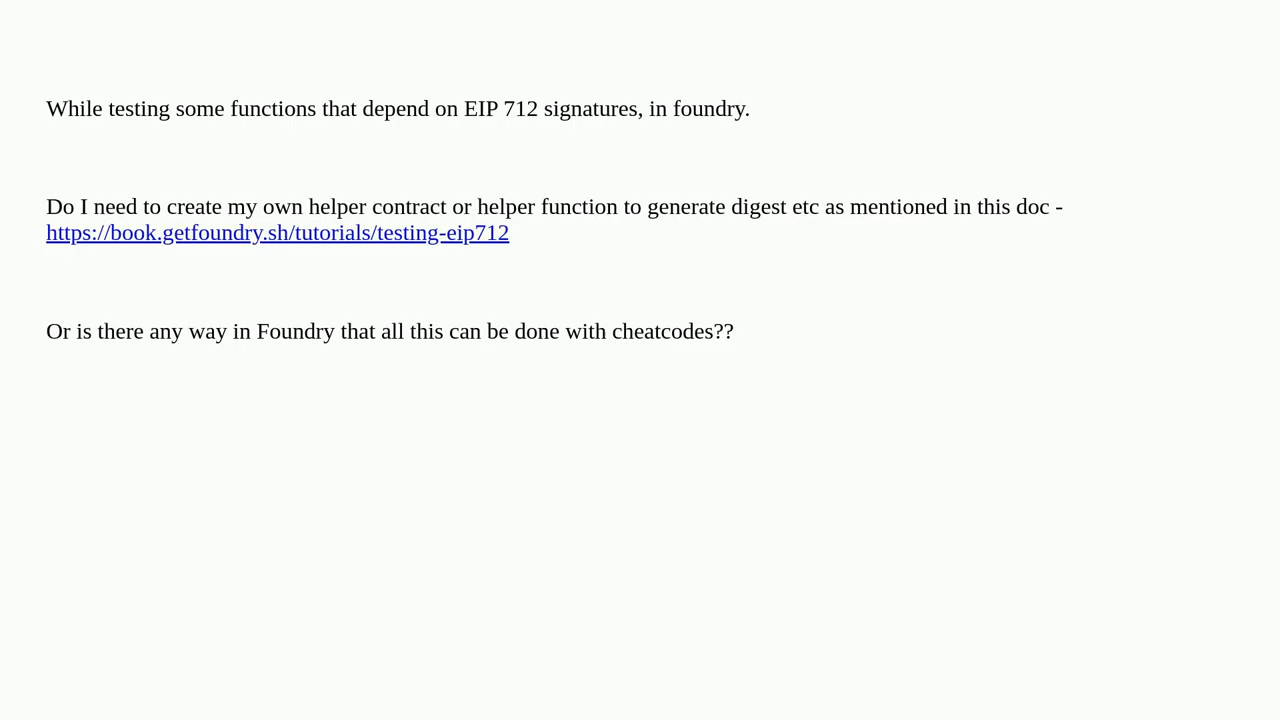 While testing some functions that depend on EIP 712 signatures, in foundry.
Do I need to create my own helper contract or helper function to generate digest etc as mentioned in this doc -
https://book.getfoundry.sh/tutorials/testing-eip712
Or is there any way in Foundry that all this can be done with cheatcodes??